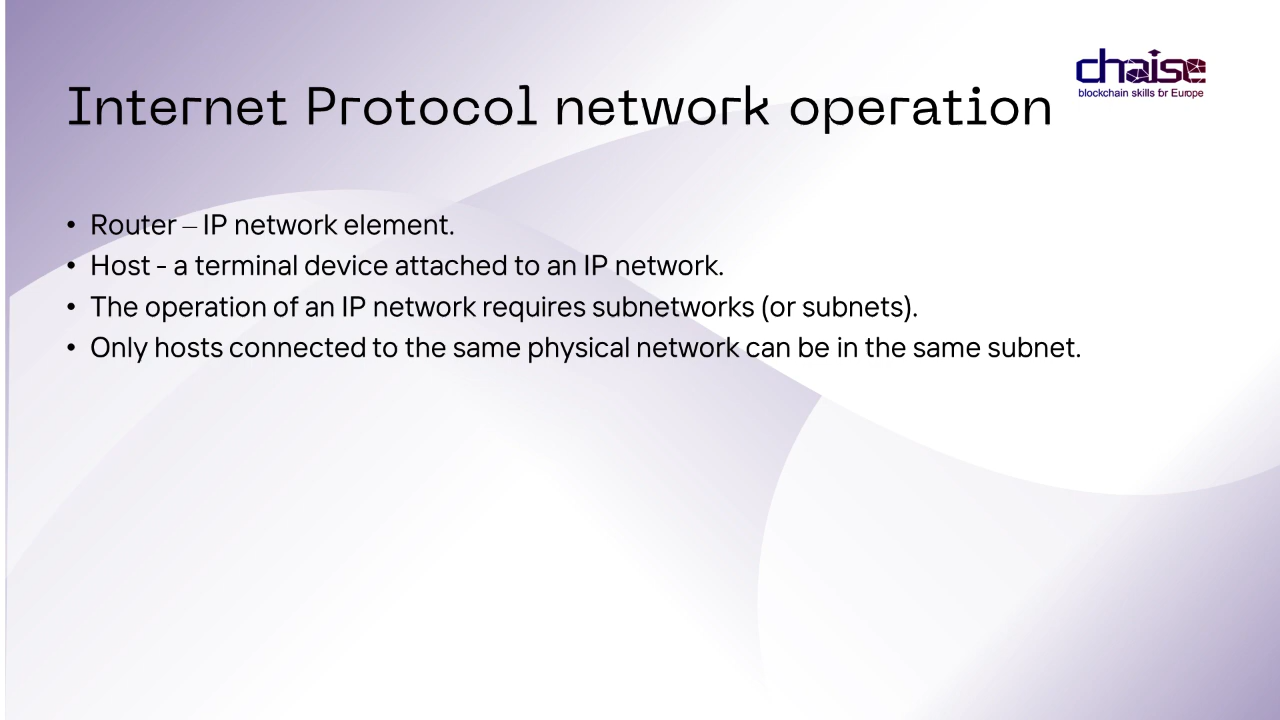 chaise
blockchain skills for Europe
Internet Protocol network operation
• Router – IP network element.
• Host - a terminal device attached to an IP network.
• The operation of an IP network requires subnetworks (or subnets).
• Only hosts connected to the same physical network can be in the same subnet.